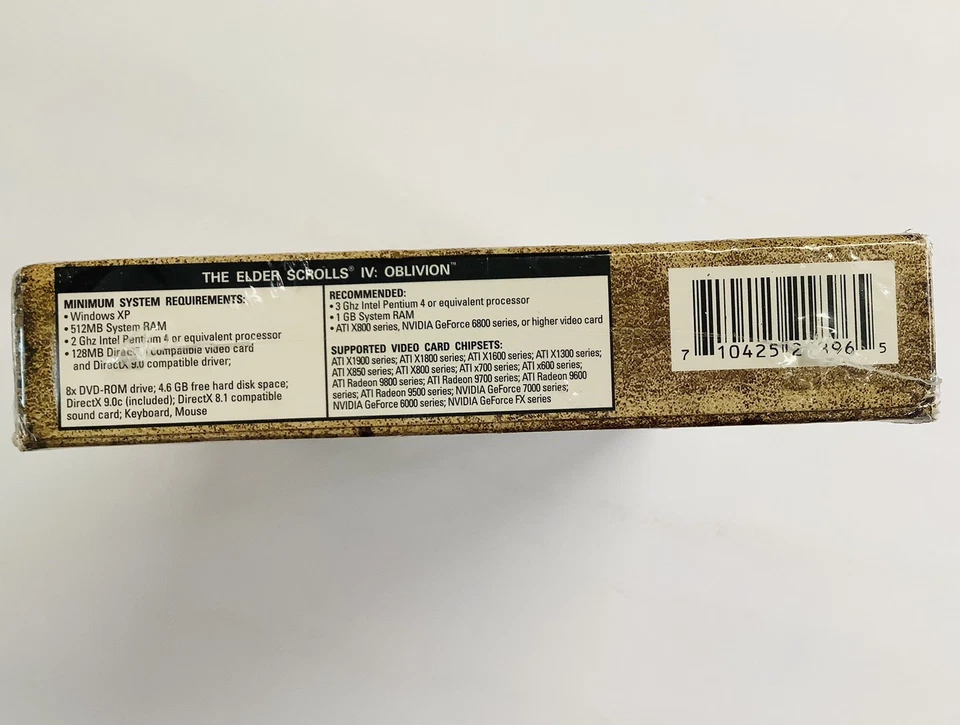 THE ELDER SCROLLS® IV: OBLIVION™
MINIMUM SYSTEM REQUIREMENTS:
• Windows XP
• 512MB System RAM
• 2 Ghz Intel Pentium 4 or equivalent processor
• 128MB Direct compatible video card
and DirectX 9.0 compatible driver;
8x DVD-ROM drive; 4.6 GB free hard disk space;
DirectX 9.0c (included); DirectX 8.1 compatible
sound card; Keyboard, Mouse
RECOMMENDED:
• 3 Ghz Intel Pentium 4 or equivalent processor
• 1 GB System RAM
• ATI X800 series, NVIDIA GeForce 6800 series, or higher video card
SUPPORTED VIDEO CARD CHIPSETS:
ATI X1900 series; ATI X1800 series; ATI X1600 series; ATI X1300 series;
ATI X850 series; ATI X800 series; ATI x700 series; ATI x600 series;
ATI Radeon 9800 series; ATI Radeon 9700 series; ATI Radeon 9600
series; ATI Radeon 9500 series; NVIDIA GeForce 7000 series;
NVIDIA GeForce 6000 series; NVIDIA GeForce FX series
7 10425 5